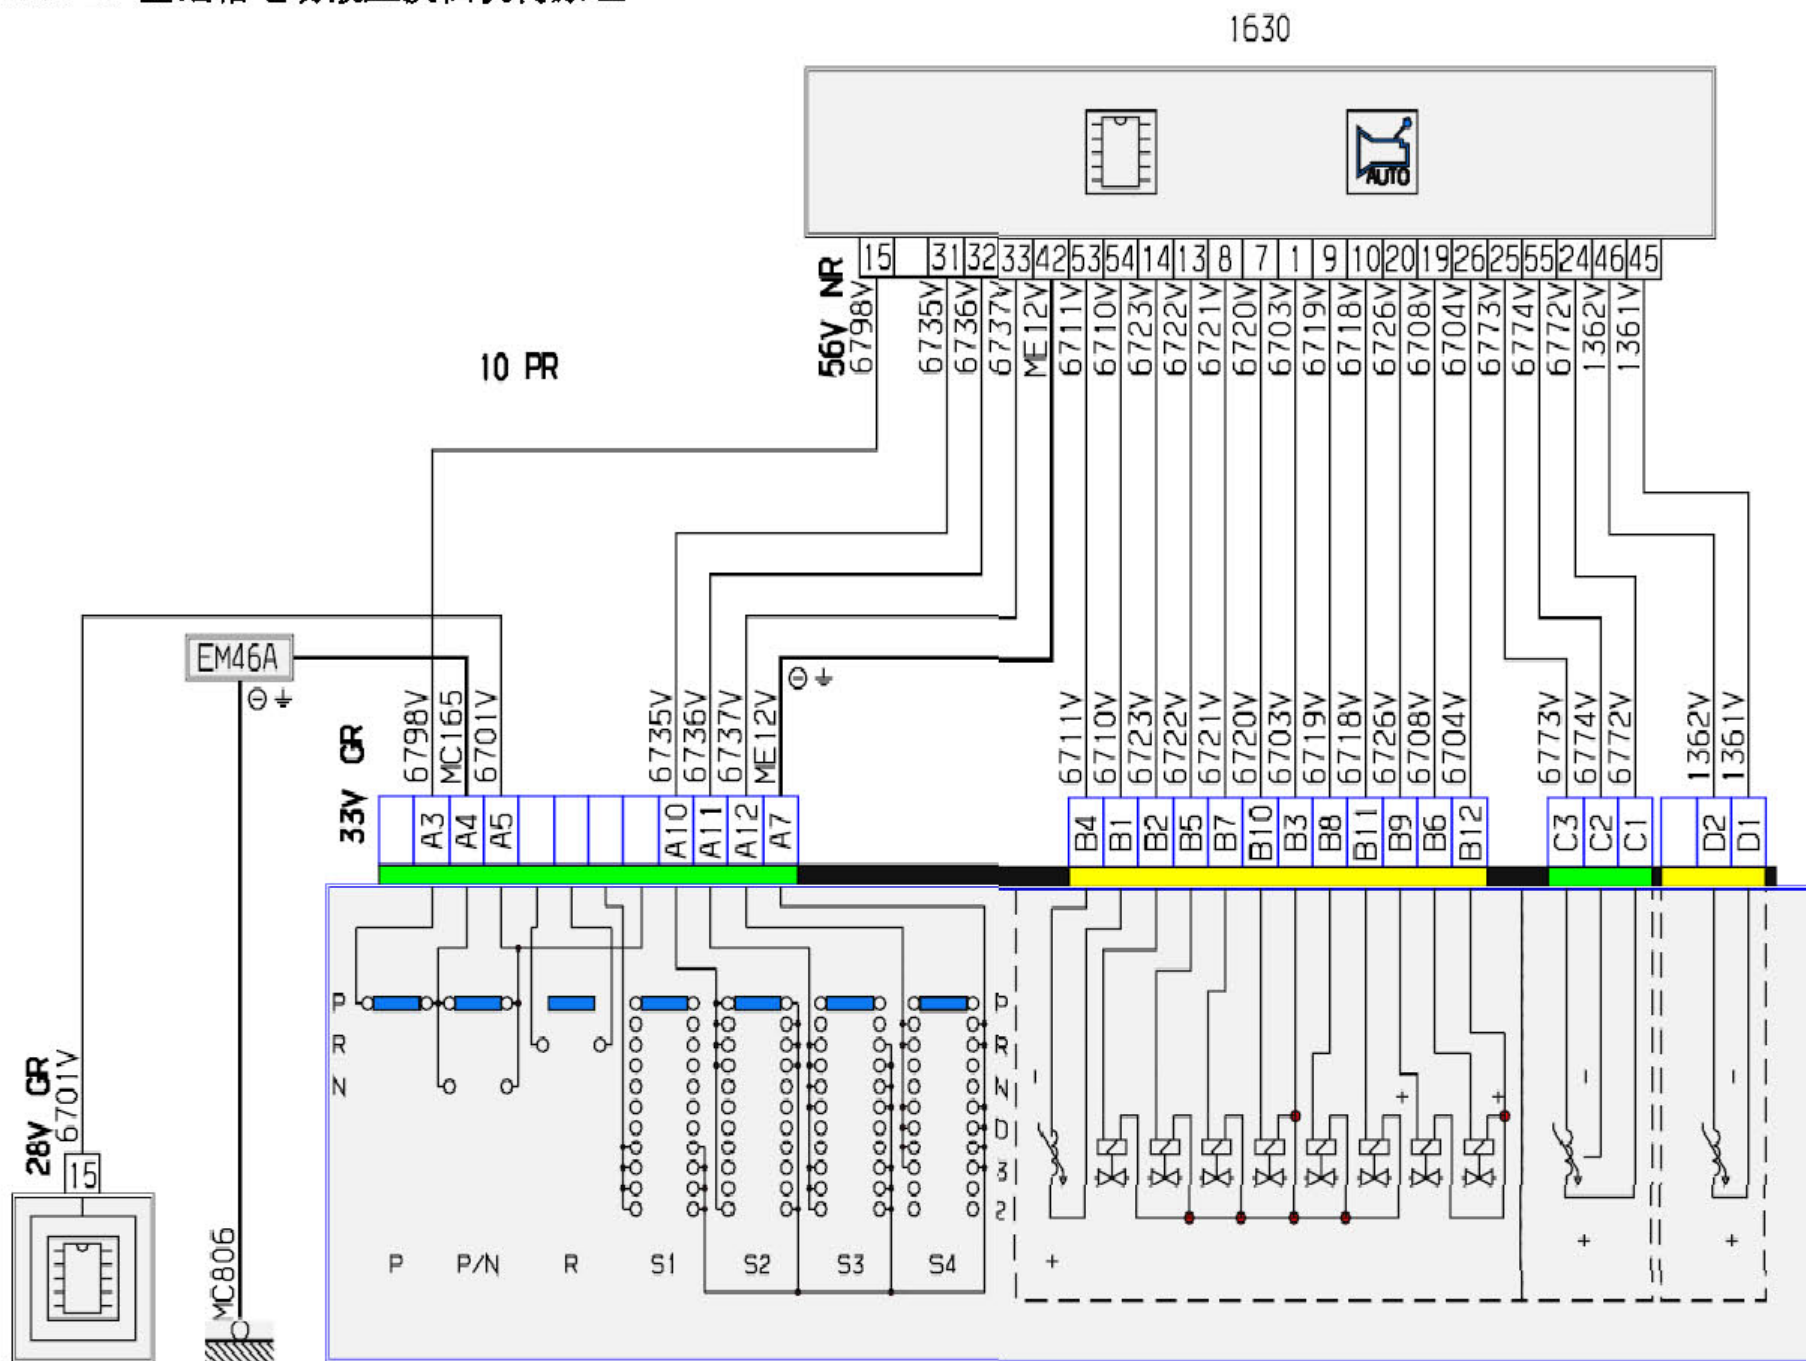 1630
AUTO
56V NR
15 31 32 33 42 53 54 14 13 8 7 1 9 10 20 19 26 25 55 24 46 45
6798V 6735V 6736V 6737V ME12V 6711V 6710V 6723V 6722V 6721V 6720V 6703V 6719V 6718V 6726V 6708V 6704V 6773V 6774V 6772V 1362V 1361V
10 PR
EM46A
33V GR
6798V MC165 6701V 6735V 6736V 6737V ME12V 6711V 6710V 6723V 6722V 6721V 6720V 6703V 6719V 6718V 6726V 6708V 6704V 6773V 6774V 6772V 1362V 1361V
A3 A4 A5 A10 A11 A12 A7 B4 B1 B2 B5 B7 B10 B3 B8 B11 B9 B6 B12 C3 C2 C1 D2 D1
P P
R R
N N
D
3
2
- - -
+ +
+ + +
28V GR
6701V
15
MC806
P P/N R S1 S2 S3 S4